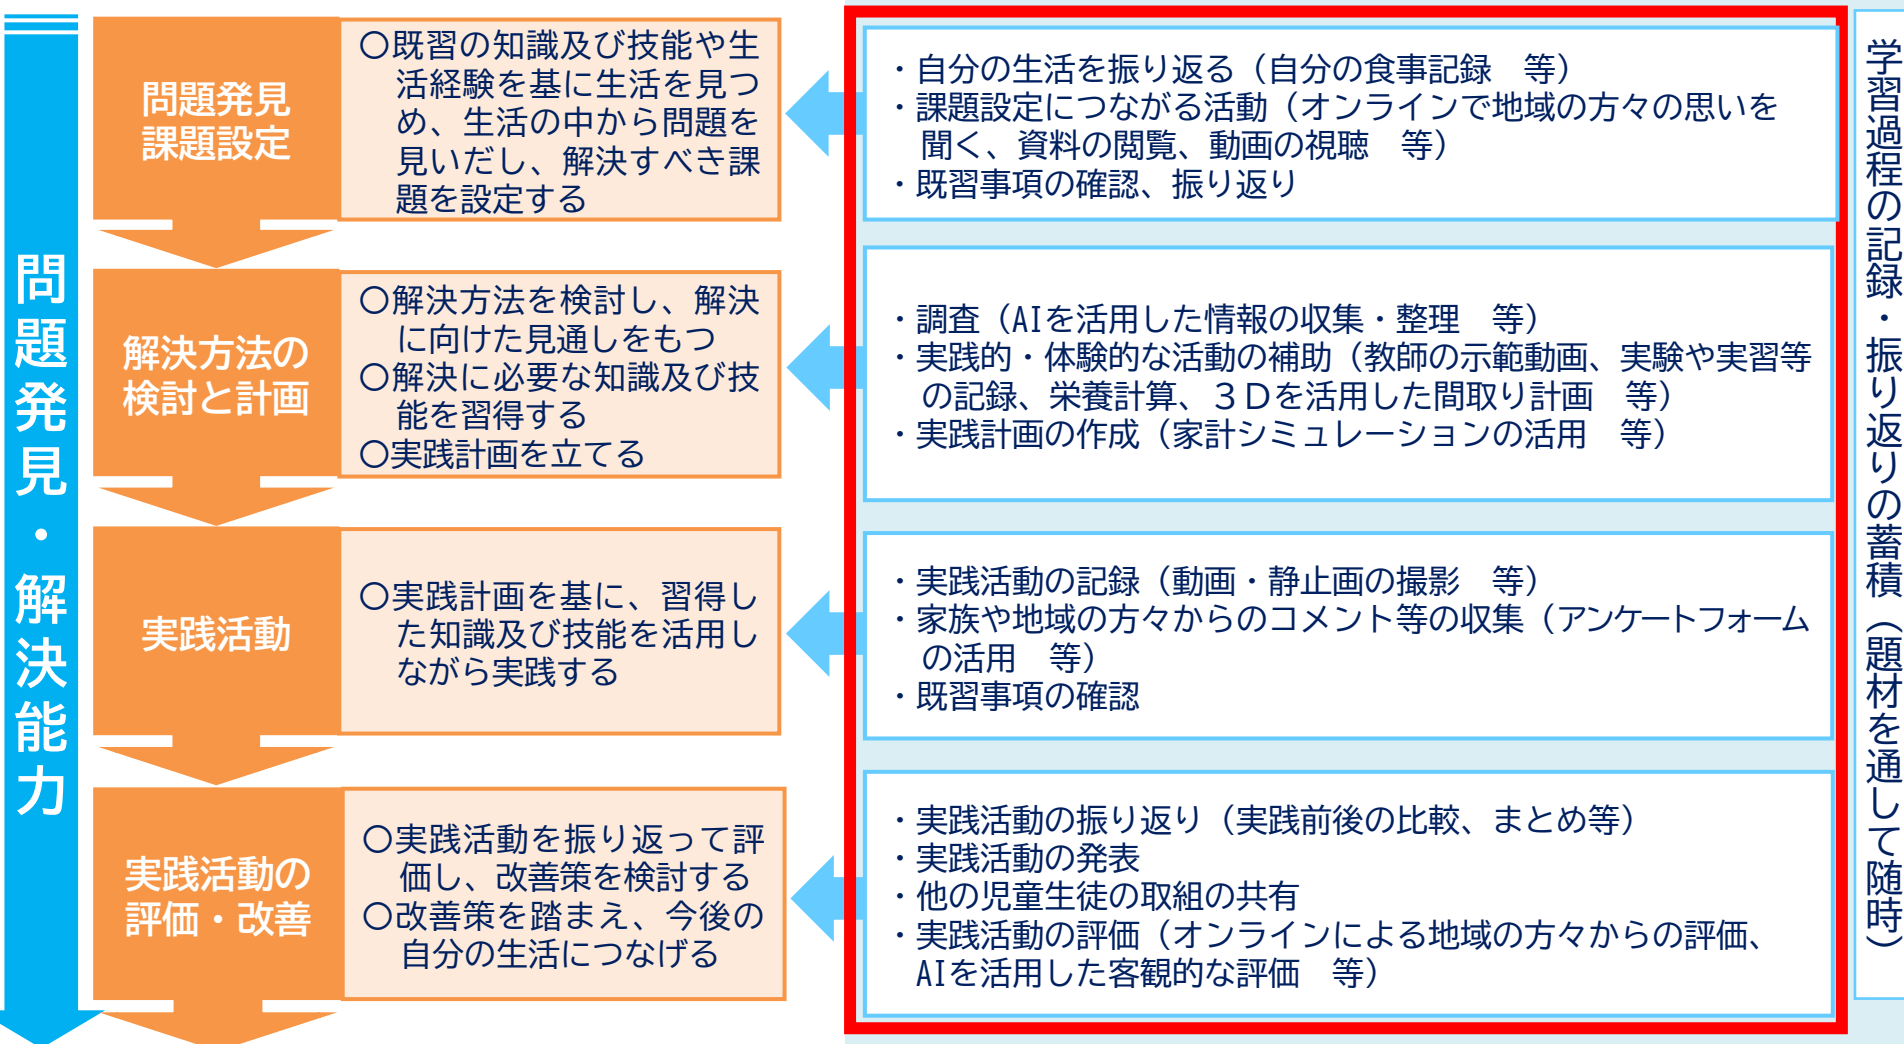 問題発見・解決能力
問題発見
課題設定
〇既習の知識及び技能や生
活経験を基に生活を見つ
め、生活の中から問題を
見いだし、解決すべき課
題を設定する
・自分の生活を振り返る（自分の食事記録　等）
・課題設定につながる活動（オンラインで地域の方々の思いを
聞く、資料の閲覧、動画の視聴　等）
・既習事項の確認、振り返り
解決方法の
検討と計画
〇解決方法を検討し、解決
に向けた見通しをもつ
〇解決に必要な知識及び技
能を習得する
〇実践計画を立てる
・調査（AIを活用した情報の収集・整理　等）
・実践的・体験的な活動の補助（教師の示範動画、実験や実習等
の記録、栄養計算、３Ｄを活用した間取り計画　等）
・実践計画の作成（家計シミュレーションの活用　等）
実践活動
〇実践計画を基に、習得し
た知識及び技能を活用し
ながら実践する
・実践活動の記録（動画・静止画の撮影　等）
・家族や地域の方々からのコメント等の収集（アンケートフォーム
の活用　等）
・既習事項の確認
実践活動の
評価・改善
〇実践活動を振り返って評
価し、改善策を検討する
〇改善策を踏まえ、今後の
自分の生活につなげる
・実践活動の振り返り（実践前後の比較、まとめ等）
・実践活動の発表
・他の児童生徒の取組の共有
・実践活動の評価（オンラインによる地域の方々からの評価、
AIを活用した客観的な評価　等）
学習過程の記録・振り返りの蓄積（題材を通して随時）